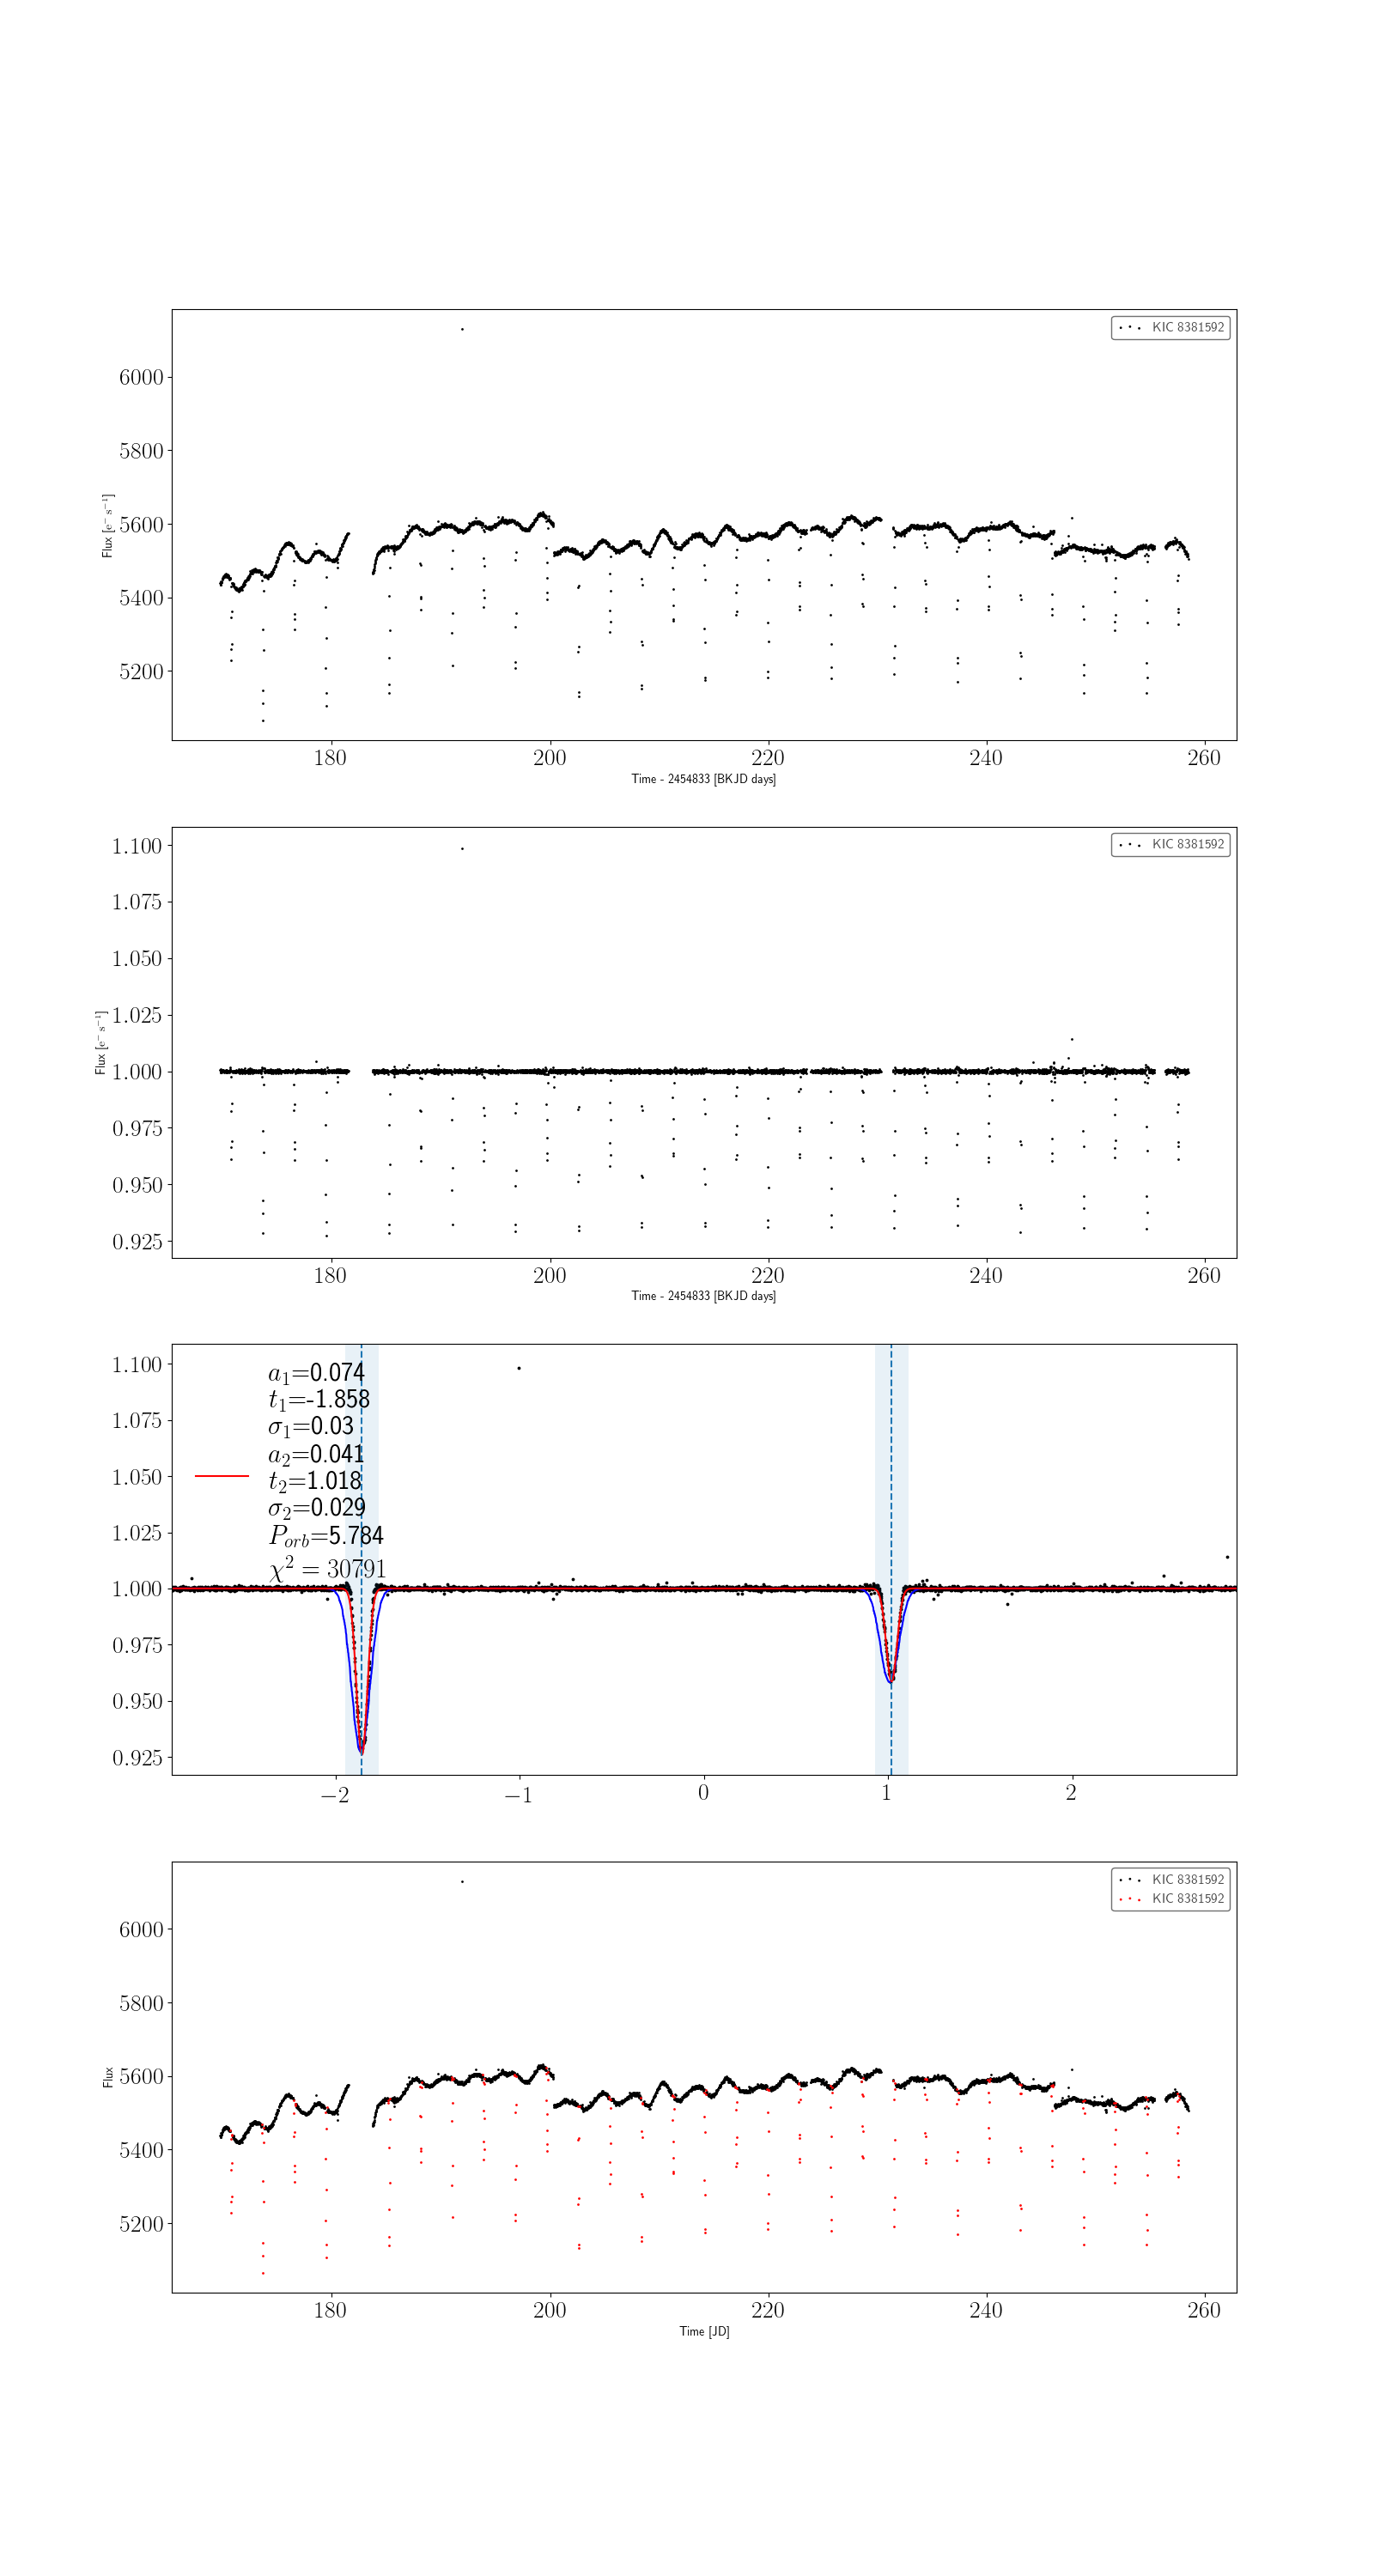 KIC 8381592
6000
5800
5600
5400
5200
Flux [e⁻ s⁻¹]
180 200 220 240 260
Time - 2454833 [BKJD days]
KIC 8381592
1.100
1.075
1.050
1.025
1.000
0.975
0.950
0.925
Flux [e⁻ s⁻¹]
180 200 220 240 260
Time - 2454833 [BKJD days]
1.100
1.075
1.050
1.025
1.000
0.975
0.950
0.925
a₁=0.074
t₁=-1.858
σ₁=0.03
a₂=0.041
t₂=1.018
σ₂=0.029
P_orb=5.784
χ² = 30791
−2 −1 0 1 2
KIC 8381592
KIC 8381592
6000
5800
5600
5400
5200
Flux
180 200 220 240 260
Time [JD]